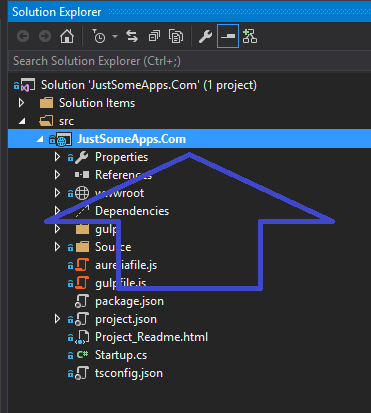 Solution Explorer
Search Solution Explorer (Ctrl+;)
Solution 'JustSomeApps.Com' (1 project)
Solution Items
src
JustSomeApps.Com
Properties
References
wwwroot
Dependencies
gulp
Source
aureliafile.js
gulpfile.js
package.json
project.json
Project_Readme.html
C# Startup.cs
tsconfig.json